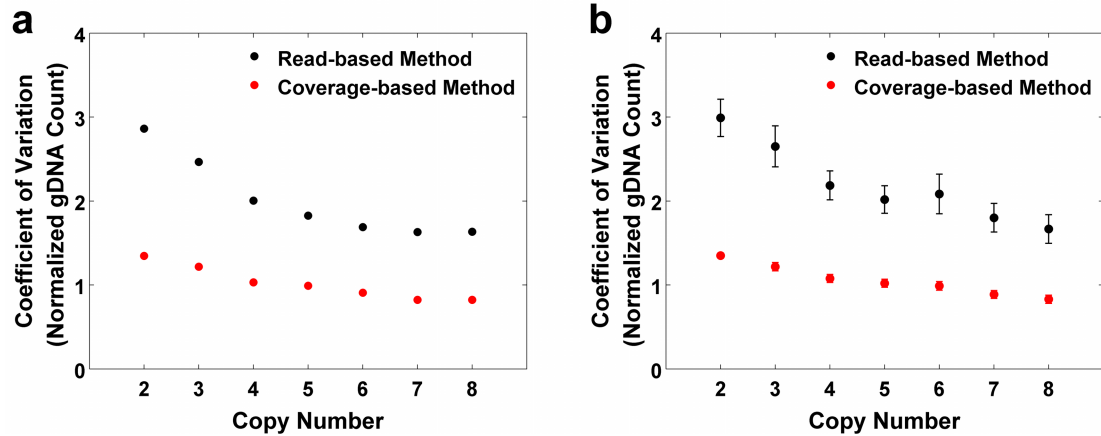 a
4
3
2
1
0
Coefficient of Variation
(Normalized gDNA Count)
Read-based Method
Coverage-based Method
2 3 4 5 6 7 8
Copy Number
b
4
3
2
1
0
Coefficient of Variation
(Normalized gDNA Count)
Read-based Method
Coverage-based Method
2 3 4 5 6 7 8
Copy Number